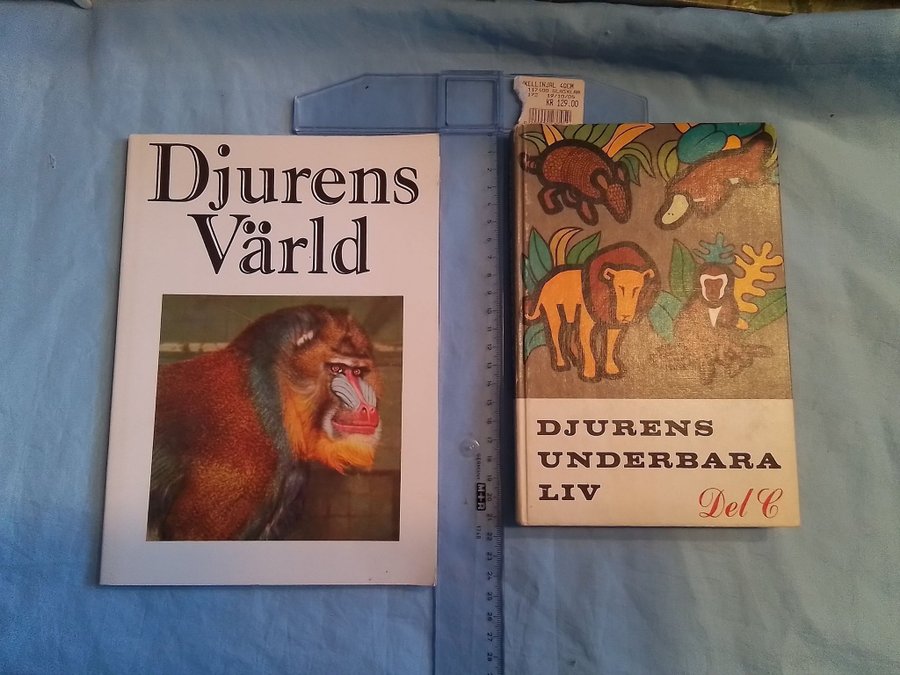 Djurens
Värld
KR 129.00
DJURENS
UNDERBARA
LIV
Del C
M+R